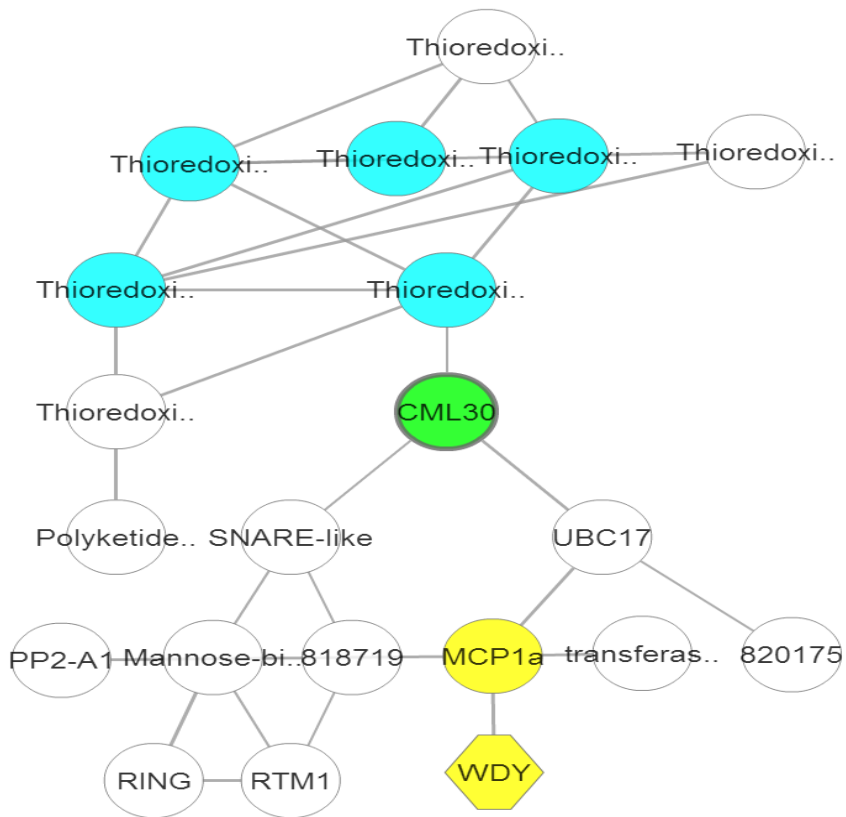 Thioredoxi..
Thioredoxi..
Thioredoxi..
Thioredoxi..
Thioredoxi..
Thioredoxi..
Thioredoxi..
Thioredoxi..
CML30
Polyketide..
SNARE-like
UBC17
PP2-A1
Mannose-bi..
818719
MCP1a
transferas..
820175
RING
RTM1
WDY